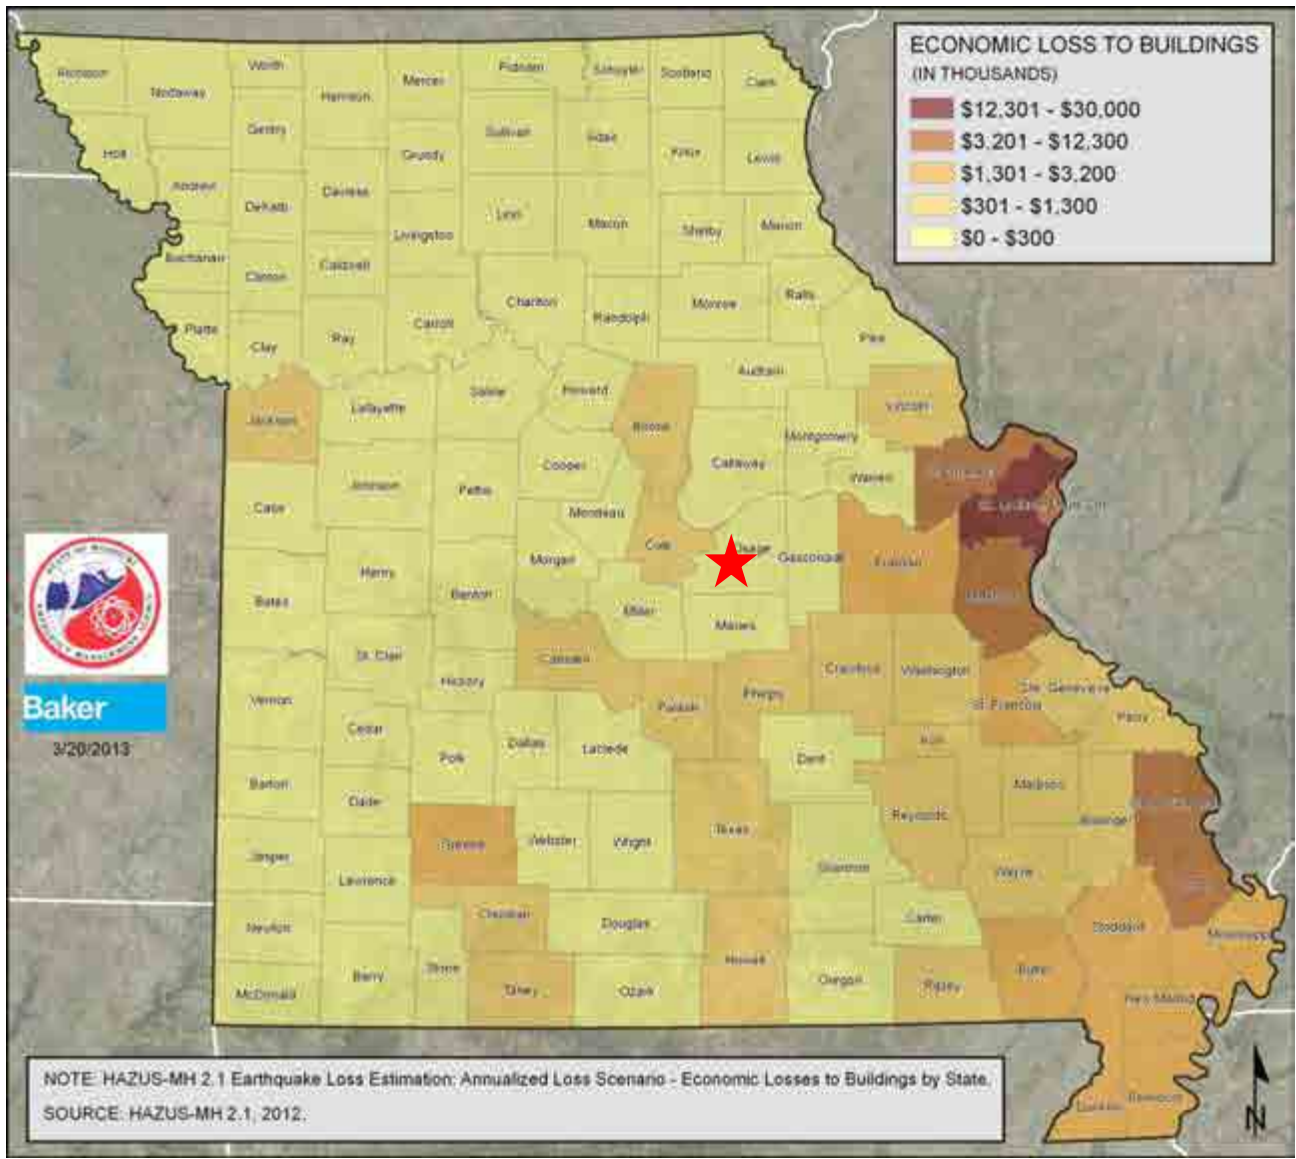 ECONOMIC LOSS TO BUILDINGS
(IN THOUSANDS)
$12,301 - $30,000
$3,201 - $12,300
$1,301 - $3,200
$301 - $1,300
$0 - $300
Worth
Nodaway
Harrison
Mercer
Scotland
Clark
Gentry
Sullivan
Adair
Knox
Lewis
Holt
Grundy
Andrew
DeKalb
Daviess
Linn
Macon
Shelby
Marion
Livingston
Buchanan
Clinton
Caldwell
Chariton
Randolph
Monroe
Ralls
Platte
Clay
Ray
Carroll
Pike
Audrain
Jackson
Lafayette
Saline
Howard
Boone
Lincoln
Montgomery
Callaway
Warren
Cooper
Johnson
Pettis
Cass
Moniteau
Cole
Osage
Gasconade
Franklin
Morgan
Henry
Benton
Bates
Miller
Maries
St. Clair
Camden
Hickory
Pulaski
Phelps
Crawford
Washington
Ste. Genevieve
St. Francois
Perry
Vernon
Cedar
Polk
Dallas
Laclede
Dent
Iron
Barton
Dade
Madison
Reynolds
Bollinger
Greene
Webster
Wright
Texas
Jasper
Lawrence
Shannon
Wayne
Christian
Douglas
Carter
Stoddard
Mississippi
Newton
Barry
Stone
Taney
Ozark
Howell
Oregon
Ripley
Butler
McDonald
New Madrid
Dunklin
Pemiscot
Baker
3/20/2013
NOTE: HAZUS-MH 2.1 Earthquake Loss Estimation: Annualized Loss Scenario - Economic Losses to Buildings by State.
SOURCE: HAZUS-MH 2.1, 2012.
N